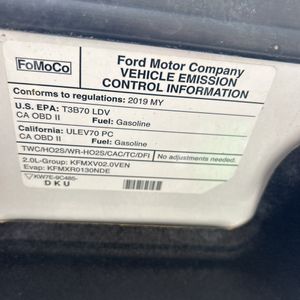 FoMoCo
Ford Motor Company
VEHICLE EMISSION
CONTROL INFORMATION
Conforms to regulations: 2019 MY
U.S. EPA: T3B70 LDV
CA OBD II Fuel: Gasoline
California: ULEV70 PC
CA OBD II Fuel: Gasoline
TWC/HO2S/WR-HO2S/CAC/TC/DFI
No adjustments needed.
2.0L-Group: KFMXV02.0VEN
Evap: KFMXR0130NDE
KW7E-9C485-
DKU